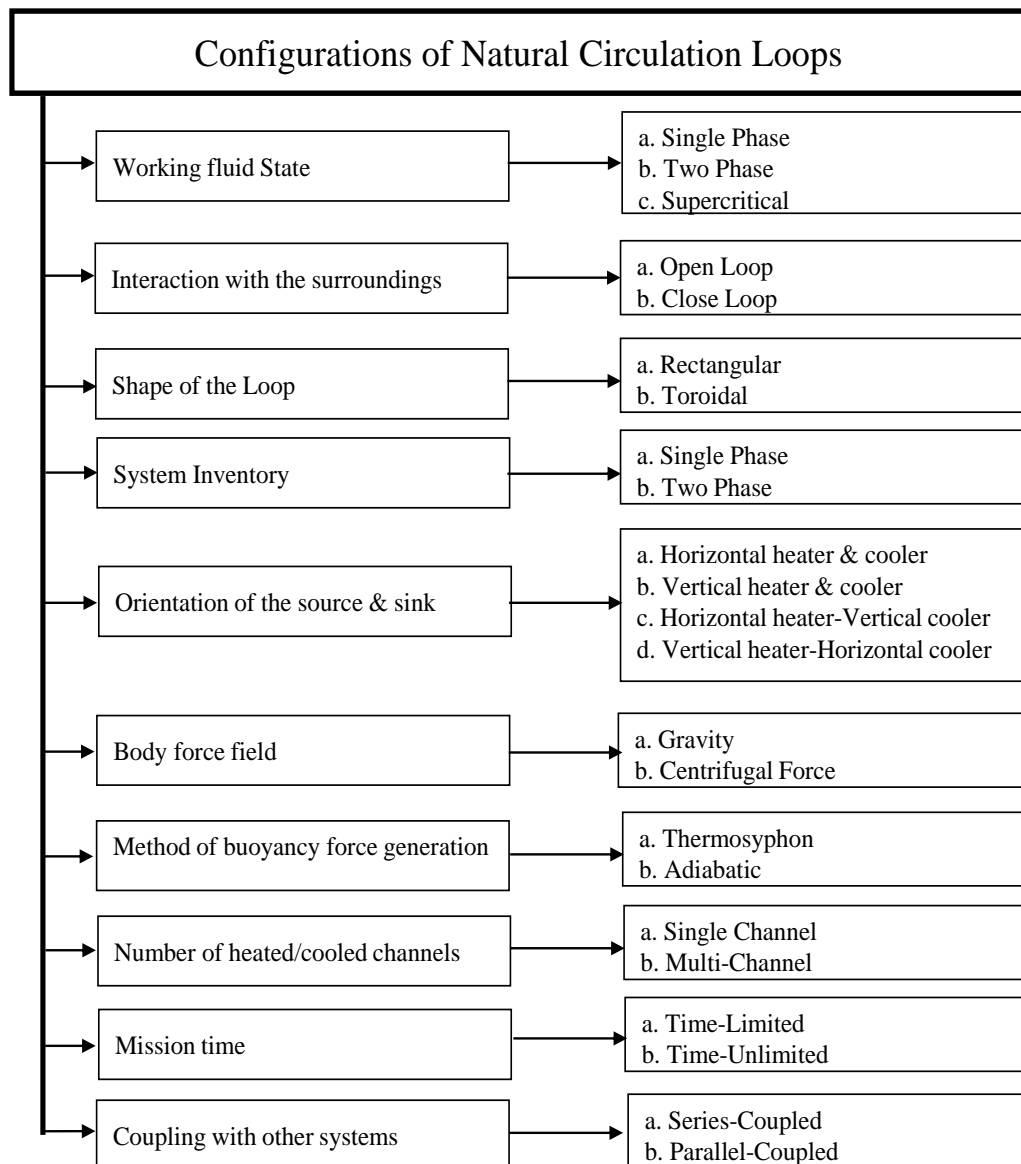 Configurations of Natural Circulation Loops
Working fluid State
a. Single Phase
b. Two Phase
c. Supercritical
Interaction with the surroundings
a. Open Loop
b. Close Loop
Shape of the Loop
a. Rectangular
b. Toroidal
System Inventory
a. Single Phase
b. Two Phase
Orientation of the source & sink
a. Horizontal heater & cooler
b. Vertical heater & cooler
c. Horizontal heater-Vertical cooler
d. Vertical heater-Horizontal cooler
Body force field
a. Gravity
b. Centrifugal Force
Method of buoyancy force generation
a. Thermosyphon
b. Adiabatic
Number of heated/cooled channels
a. Single Channel
b. Multi-Channel
Mission time
a. Time-Limited
b. Time-Unlimited
Coupling with other systems
a. Series-Coupled
b. Parallel-Coupled